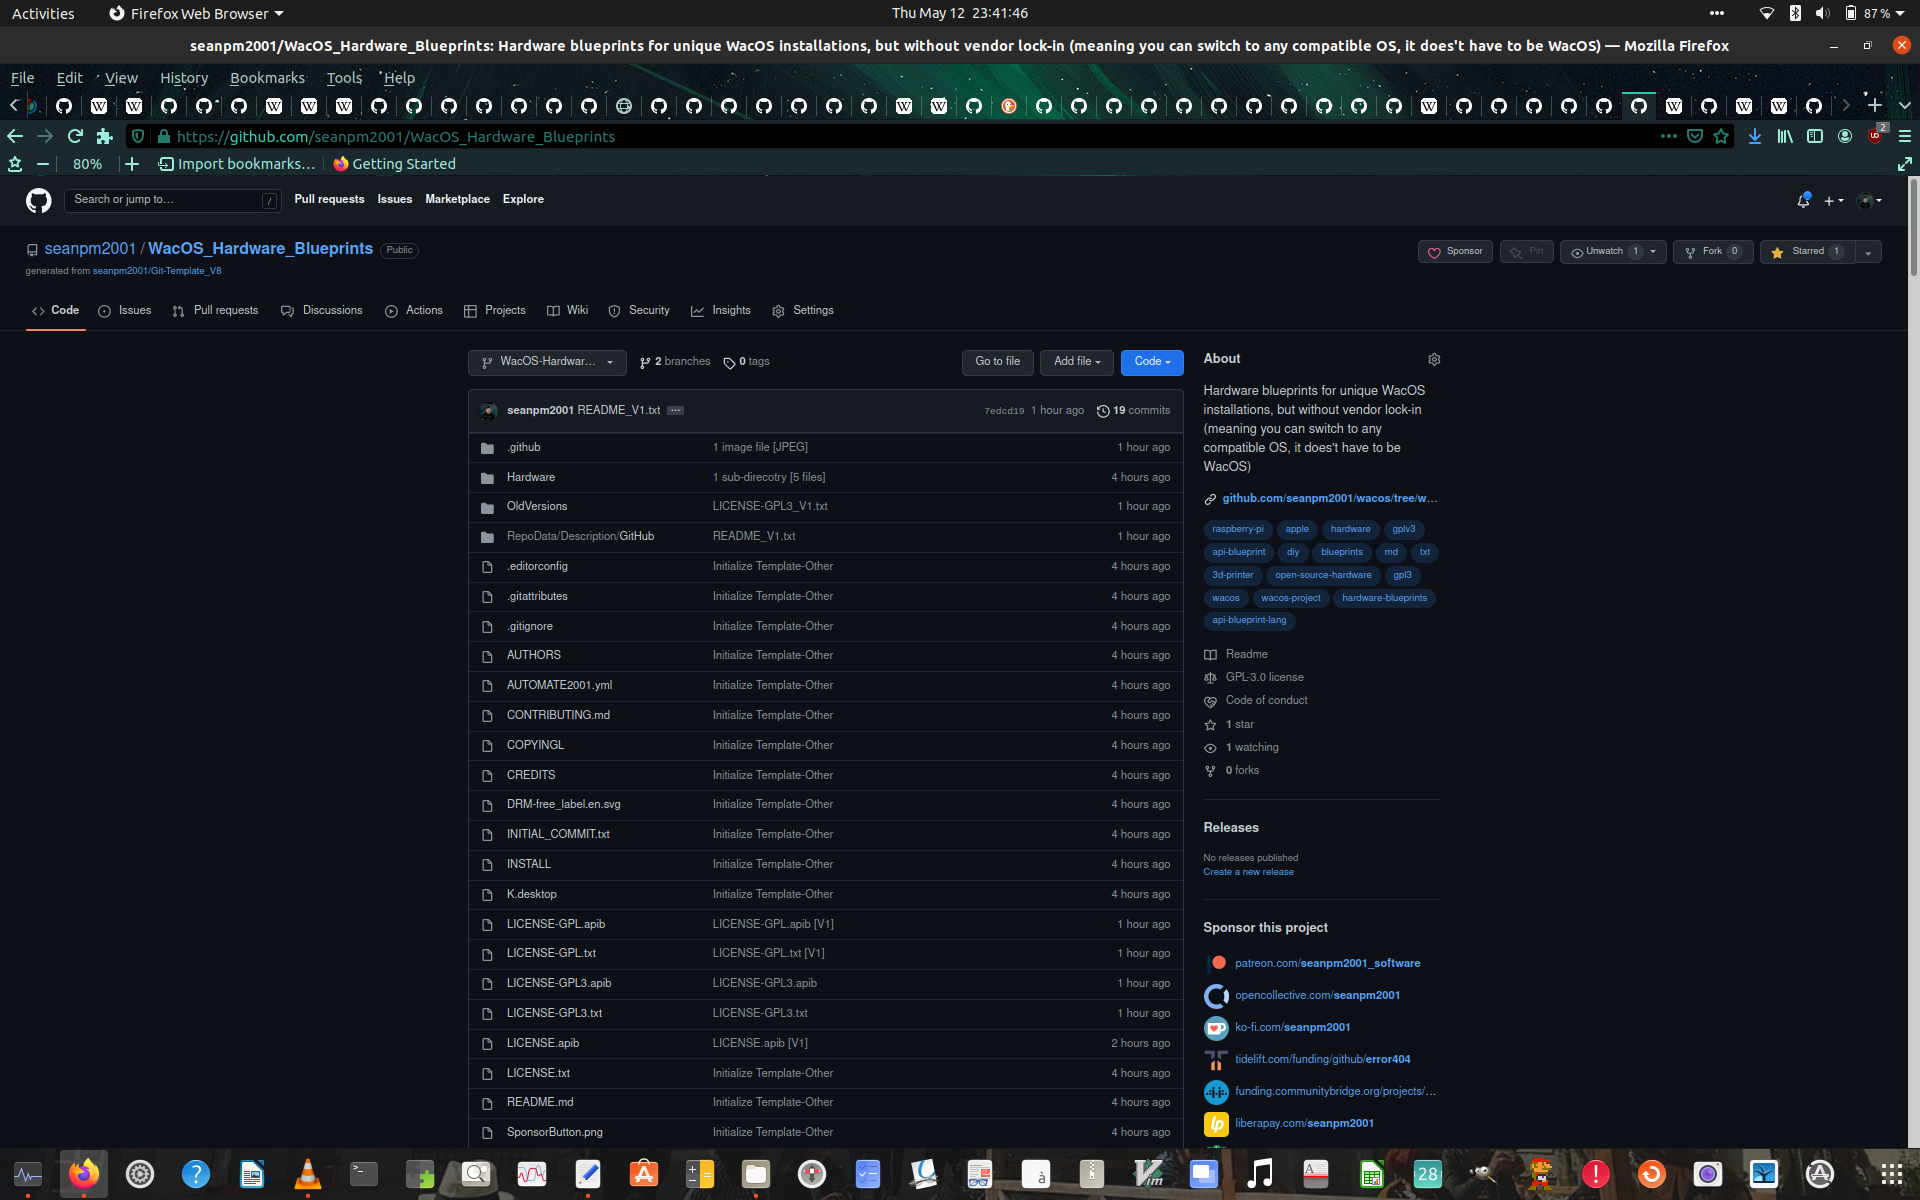 Activities
Firefox Web Browser
Thu May 12 23:41:46
87 %
seanpm2001/WacOS_Hardware_Blueprints: Hardware blueprints for unique WacOS installations, but without vendor lock-in (meaning you can switch to any compatible OS, it does't have to be WacOS) — Mozilla Firefox
File Edit View History Bookmarks Tools Help
https://github.com/seanpm2001/WacOS_Hardware_Blueprints
2
80%
Import bookmarks...
Getting Started
Search or jump to...
/
Pull requests Issues Marketplace Explore
seanpm2001 / WacOS_Hardware_Blueprints Public
generated from seanpm2001/Git-Template_V8
Sponsor
Pin
Unwatch 1
Fork 0
Starred 1
Code Issues Pull requests Discussions Actions Projects Wiki Security Insights Settings
WacOS-Hardwar...
2 branches
0 tags
Go to file
Add file
Code
seanpm2001 README_V1.txt ...
7edcd19 1 hour ago 19 commits
.github 1 image file [JPEG] 1 hour ago
Hardware 1 sub-direcotry [5 files] 4 hours ago
OldVersions LICENSE-GPL3_V1.txt 1 hour ago
RepoData/Description/GitHub README_V1.txt 1 hour ago
.editorconfig Initialize Template-Other 4 hours ago
.gitattributes Initialize Template-Other 4 hours ago
.gitignore Initialize Template-Other 4 hours ago
AUTHORS Initialize Template-Other 4 hours ago
AUTOMATE2001.yml Initialize Template-Other 4 hours ago
CONTRIBUTING.md Initialize Template-Other 4 hours ago
COPYINGL Initialize Template-Other 4 hours ago
CREDITS Initialize Template-Other 4 hours ago
DRM-free_label.en.svg Initialize Template-Other 4 hours ago
INITIAL_COMMIT.txt Initialize Template-Other 4 hours ago
INSTALL Initialize Template-Other 4 hours ago
K.desktop Initialize Template-Other 4 hours ago
LICENSE-GPL.apib LICENSE-GPL.apib [V1] 1 hour ago
LICENSE-GPL.txt LICENSE-GPL.txt [V1] 1 hour ago
LICENSE-GPL3.apib LICENSE-GPL3.apib 1 hour ago
LICENSE-GPL3.txt LICENSE-GPL3.txt 1 hour ago
LICENSE.apib LICENSE.apib [V1] 2 hours ago
LICENSE.txt Initialize Template-Other 4 hours ago
README.md Initialize Template-Other 4 hours ago
SponsorButton.png Initialize Template-Other 4 hours ago
About
Hardware blueprints for unique WacOS
installations, but without vendor lock-in
(meaning you can switch to any
compatible OS, it does't have to be
WacOS)
github.com/seanpm2001/wacos/tree/w...
raspberry-pi apple hardware gplv3
api-blueprint diy blueprints md txt
3d-printer open-source-hardware gpl3
wacos wacos-project hardware-blueprints
api-blueprint-lang
Readme
GPL-3.0 license
Code of conduct
1 star
1 watching
0 forks
Releases
No releases published
Create a new release
Sponsor this project
patreon.com/seanpm2001_software
opencollective.com/seanpm2001
ko-fi.com/seanpm2001
tidelift.com/funding/github/error404
funding.communitybridge.org/projects/...
lp
liberapay.com/seanpm2001
28